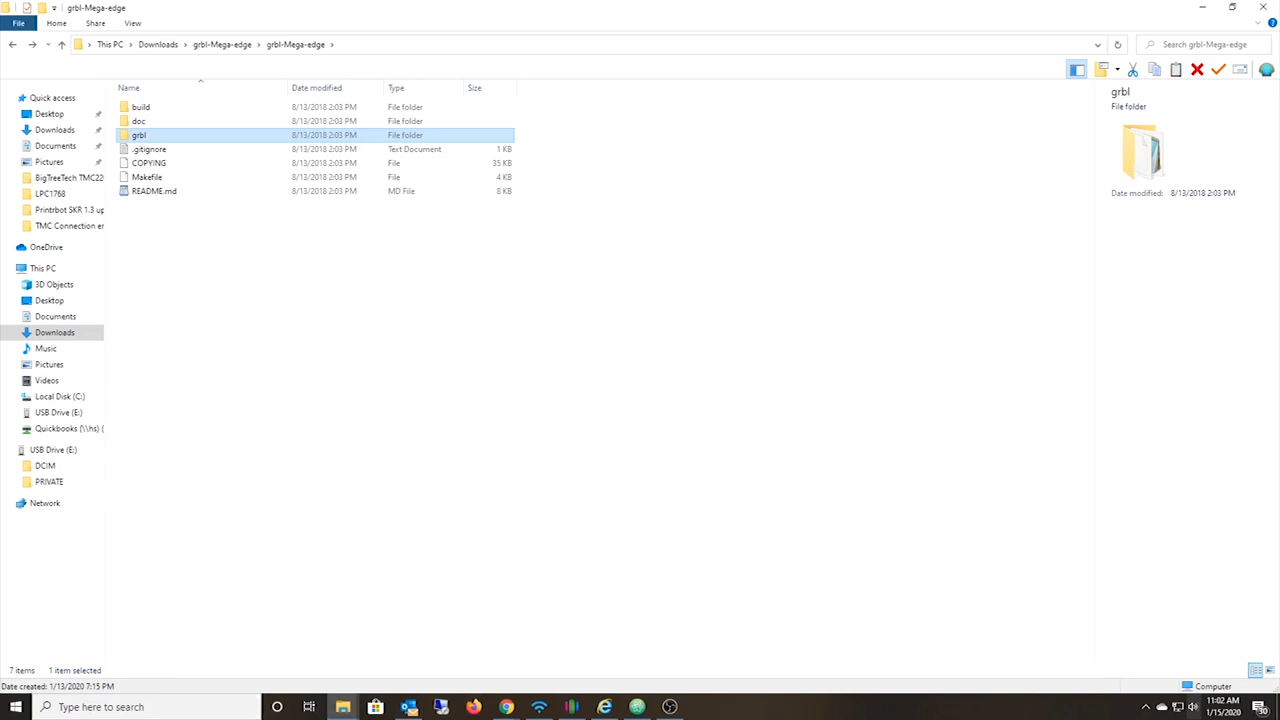 grbl-Mega-edge
File Home Share View
This PC Downloads grbl-Mega-edge grbl-Mega-edge
Search grbl-Mega-edge
Name Date modified Type Size
build 8/13/2018 2:03 PM File folder
doc 8/13/2018 2:03 PM File folder
grbl 8/13/2018 2:03 PM File folder
.gitignore 8/13/2018 2:03 PM Text Document 1 KB
COPYING 8/13/2018 2:03 PM File 35 KB
Makefile 8/13/2018 2:03 PM File 4 KB
README.md 8/13/2018 2:03 PM MD File 8 KB
Quick access
Desktop
Downloads
Documents
Pictures
BigTreeTech TMC22
LPC1768
Printrbot SKR 1.3 up
TMC Connection er
OneDrive
This PC
3D Objects
Desktop
Documents
Downloads
Music
Pictures
Videos
Local Disk (C:)
USB Drive (E:)
Quickbooks (\\hs) (
USB Drive (E:)
DCIM
PRIVATE
Network
grbl
File folder
Date modified: 8/13/2018 2:03 PM
7 items 1 item selected
Date created: 1/13/2020 7:15 PM
Computer
Type here to search
11:02 AM
1/15/2020
30